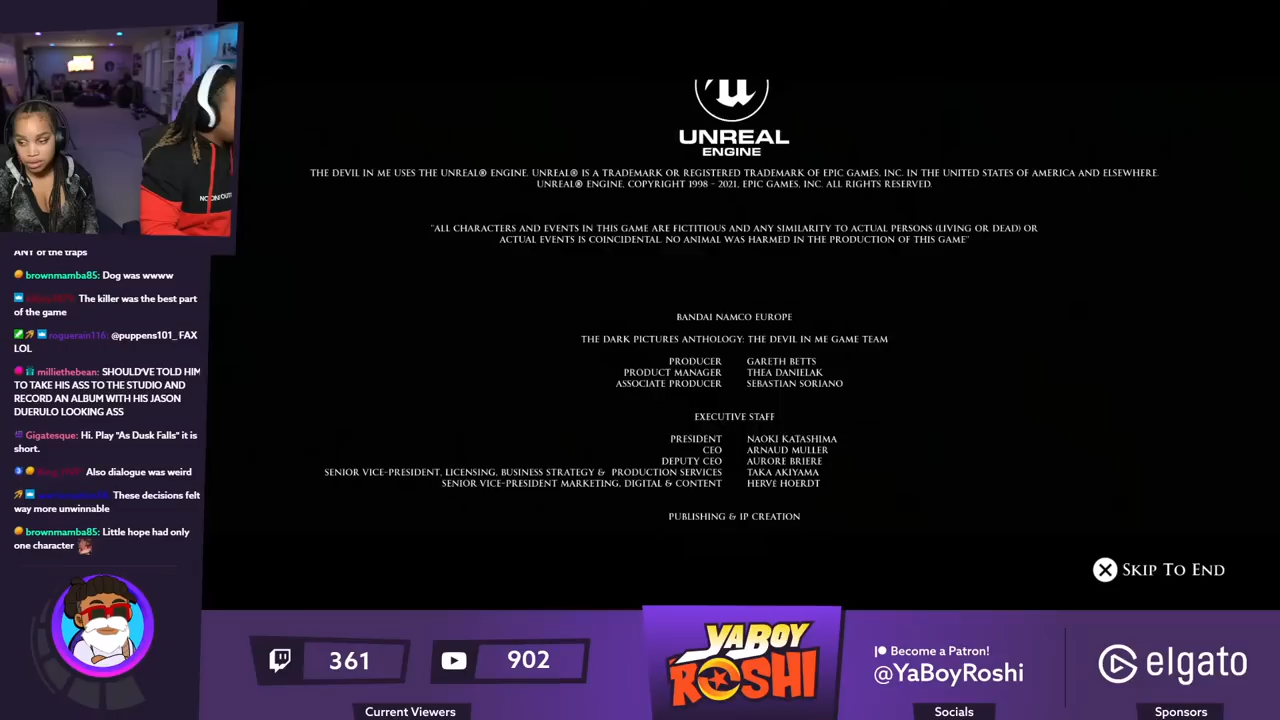 UNREAL
ENGINE
THE DEVIL IN ME USES THE UNREAL® ENGINE. UNREAL® IS A TRADEMARK OR REGISTERED TRADEMARK OF EPIC GAMES, INC. IN THE UNITED STATES OF AMERICA AND ELSEWHERE.
UNREAL® ENGINE, COPYRIGHT 1998 - 2021, EPIC GAMES, INC. ALL RIGHTS RESERVED.
"ALL CHARACTERS AND EVENTS IN THIS GAME ARE FICTITIOUS AND ANY SIMILARITY TO ACTUAL PERSONS (LIVING OR DEAD) OR
ACTUAL EVENTS IS COINCIDENTAL. NO ANIMAL WAS HARMED IN THE PRODUCTION OF THIS GAME"
BANDAI NAMCO EUROPE
THE DARK PICTURES ANTHOLOGY: THE DEVIL IN ME GAME TEAM
PRODUCER GARETH BETTS
PRODUCT MANAGER THEA DANIELAK
ASSOCIATE PRODUCER SEBASTIAN SORIANO
EXECUTIVE STAFF
PRESIDENT NAOKI KATASHIMA
CEO ARNAUD MULLER
DEPUTY CEO AURORE BRIERE
SENIOR VICE-PRESIDENT, LICENSING, BUSINESS STRATEGY & PRODUCTION SERVICES TAKA AKIYAMA
SENIOR VICE-PRESIDENT MARKETING, DIGITAL & CONTENT HERVE HOERDT
PUBLISHING & IP CREATION
SKIP TO END
ANY of the traps
brownmamba85: Dog was wwww
The killer was the best part
of the game
roguerain116: @puppens101_ FAX
LOL
milliethebean: SHOULD'VE TOLD HIM
TO TAKE HIS ASS TO THE STUDIO AND
RECORD AN ALBUM WITH HIS JASON
DUERULO LOOKING ASS
Gigatesque: Hi. Play "As Dusk Falls" it is
short.
Also dialogue was weird
These decisions felt
way more unwinnable
brownmamba85: Little hope had only
one character
361
902
Current Viewers
YABOY
ROSHI
Become a Patron!
@YaBoyRoshi
Socials
elgato
Sponsors